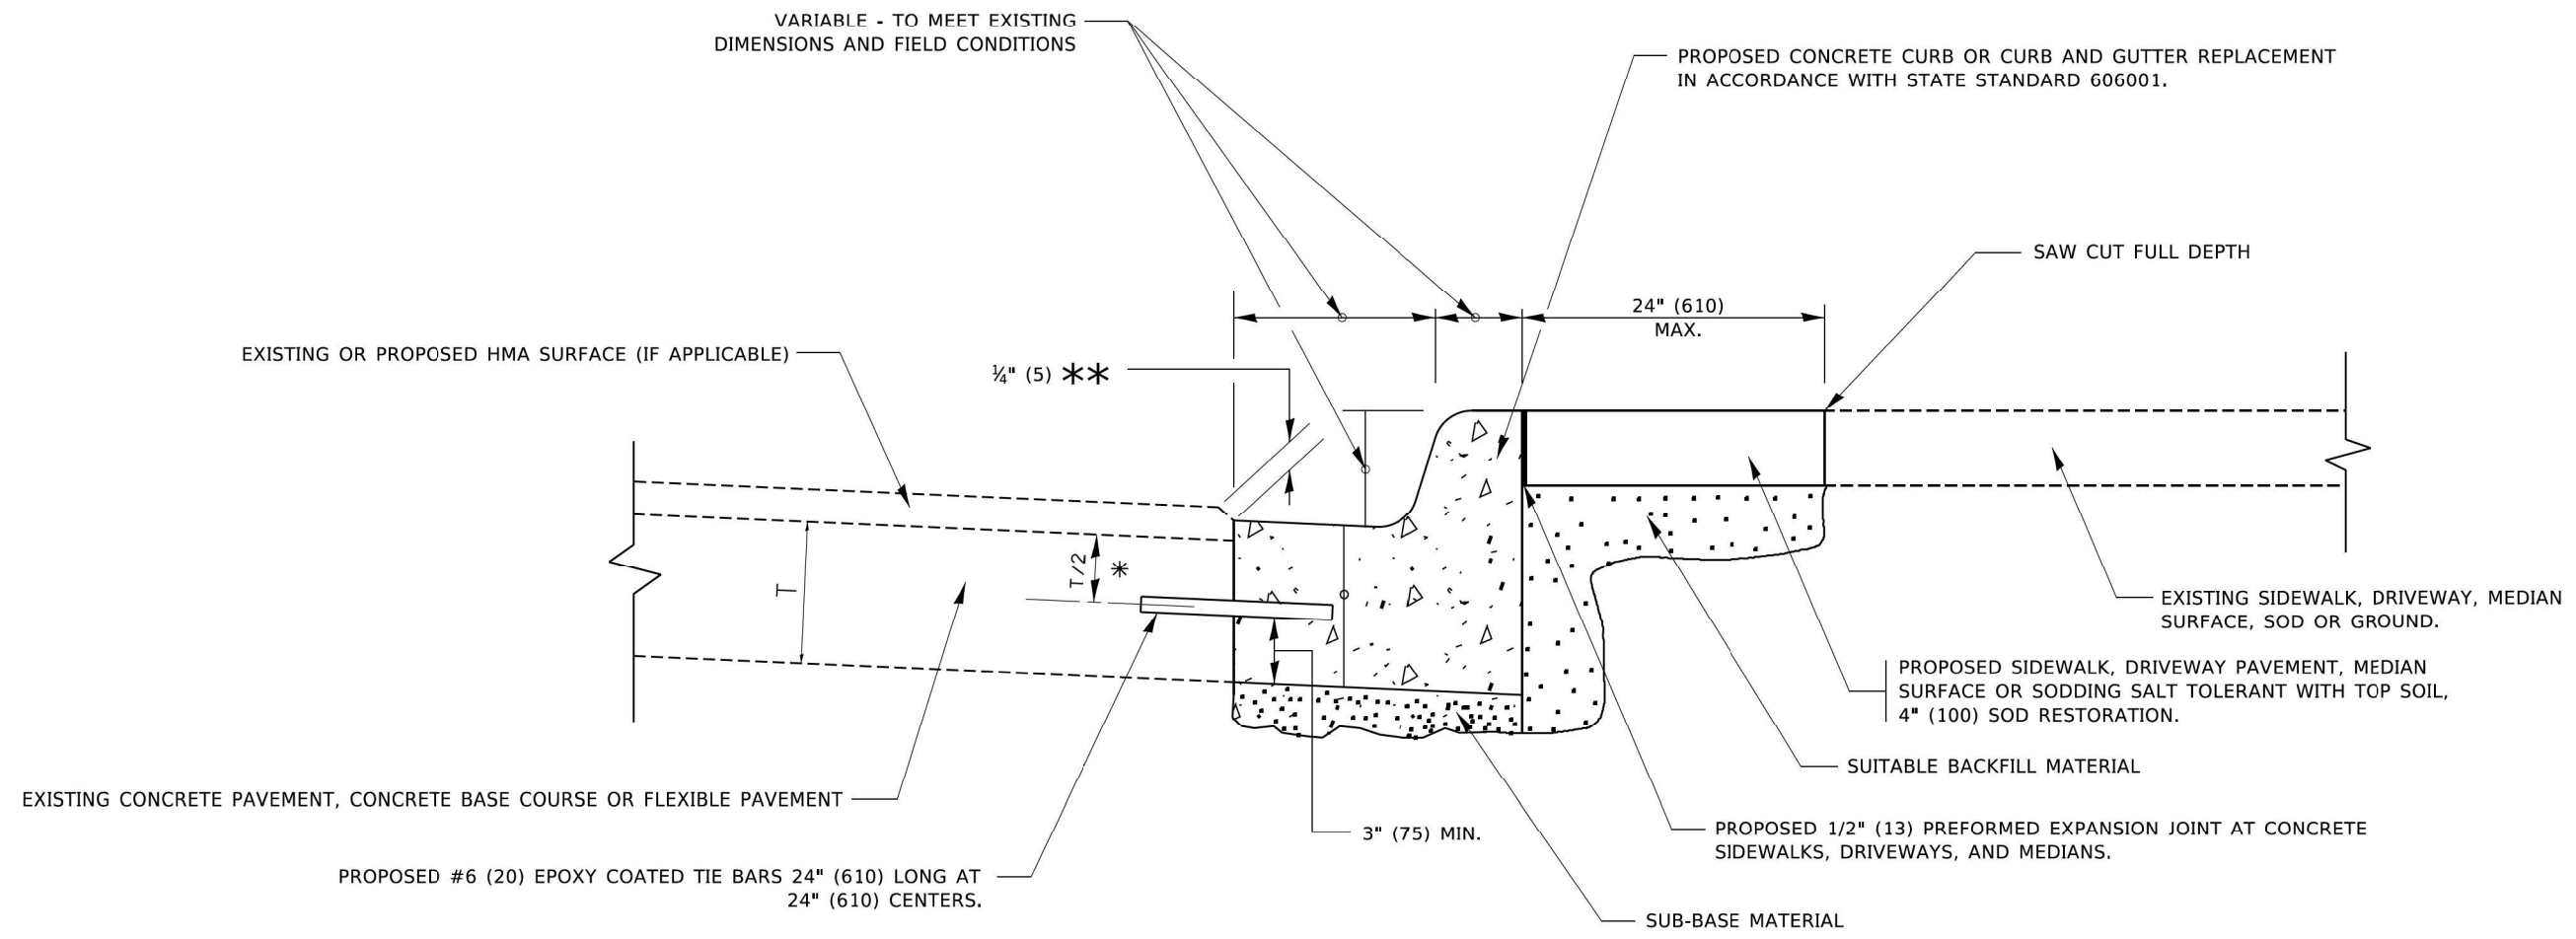 VARIABLE - TO MEET EXISTING
DIMENSIONS AND FIELD CONDITIONS
PROPOSED CONCRETE CURB OR CURB AND GUTTER REPLACEMENT
IN ACCORDANCE WITH STATE STANDARD 606001.
SAW CUT FULL DEPTH
24" (610)
MAX.
EXISTING OR PROPOSED HMA SURFACE (IF APPLICABLE)
¼" (5) **
T
T/2
*
EXISTING SIDEWALK, DRIVEWAY, MEDIAN
SURFACE, SOD OR GROUND.
PROPOSED SIDEWALK, DRIVEWAY PAVEMENT, MEDIAN
SURFACE OR SODDING SALT TOLERANT WITH TOP SOIL,
4" (100) SOD RESTORATION.
SUITABLE BACKFILL MATERIAL
EXISTING CONCRETE PAVEMENT, CONCRETE BASE COURSE OR FLEXIBLE PAVEMENT
3" (75) MIN.
PROPOSED 1/2" (13) PREFORMED EXPANSION JOINT AT CONCRETE
SIDEWALKS, DRIVEWAYS, AND MEDIANS.
PROPOSED #6 (20) EPOXY COATED TIE BARS 24" (610) LONG AT
24" (610) CENTERS.
SUB-BASE MATERIAL